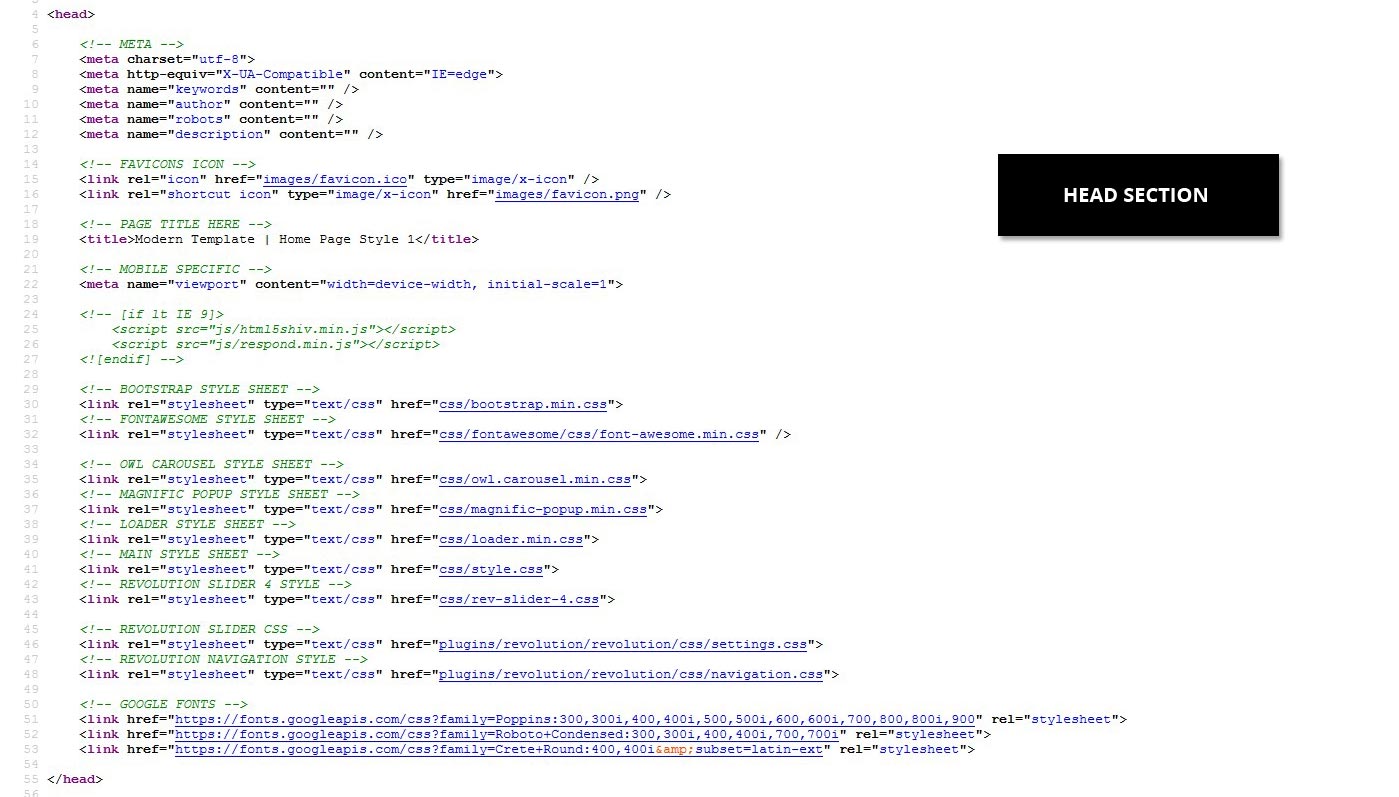 4 <head>
5
6 <!-- META -->
7 <meta charset="utf-8">
8 <meta http-equiv="X-UA-Compatible" content="IE=edge">
9 <meta name="keywords" content="" />
10 <meta name="author" content="" />
11 <meta name="robots" content="" />
12 <meta name="description" content="" />
13
14 <!-- FAVICONS ICON -->
15 <link rel="icon" href="images/favicon.ico" type="image/x-icon" />
16 <link rel="shortcut icon" type="image/x-icon" href="images/favicon.png" />
HEAD SECTION
17
18 <!-- PAGE TITLE HERE -->
19 <title>Modern Template | Home Page Style 1</title>
20
21 <!-- MOBILE SPECIFIC -->
22 <meta name="viewport" content="width=device-width, initial-scale=1">
23
24 <!-- [if lt IE 9]>
25 <script src="js/html5shiv.min.js"></script>
26 <script src="js/respond.min.js"></script>
27 <![endif] -->
28
29 <!-- BOOTSTRAP STYLE SHEET -->
30 <link rel="stylesheet" type="text/css" href="css/bootstrap.min.css">
31 <!-- FONTAWESOME STYLE SHEET -->
32 <link rel="stylesheet" type="text/css" href="css/fontawesome/css/font-awesome.min.css" />
33
34 <!-- OWL CAROUSEL STYLE SHEET -->
35 <link rel="stylesheet" type="text/css" href="css/owl.carousel.min.css">
36 <!-- MAGNIFIC POPUP STYLE SHEET -->
37 <link rel="stylesheet" type="text/css" href="css/magnific-popup.min.css">
38 <!-- LOADER STYLE SHEET -->
39 <link rel="stylesheet" type="text/css" href="css/loader.min.css">
40 <!-- MAIN STYLE SHEET -->
41 <link rel="stylesheet" type="text/css" href="css/style.css">
42 <!-- REVOLUTION SLIDER 4 STYLE -->
43 <link rel="stylesheet" type="text/css" href="css/rev-slider-4.css">
44
45 <!-- REVOLUTION SLIDER CSS -->
46 <link rel="stylesheet" type="text/css" href="plugins/revolution/revolution/css/settings.css">
47 <!-- REVOLUTION NAVIGATION STYLE -->
48 <link rel="stylesheet" type="text/css" href="plugins/revolution/revolution/css/navigation.css">
49
50 <!-- GOOGLE FONTS -->
51 <link href="https://fonts.googleapis.com/css?family=Poppins:300,300i,400,400i,500,500i,600,600i,700,800,800i,900" rel="stylesheet">
52 <link href="https://fonts.googleapis.com/css?family=Roboto+Condensed:300,300i,400,400i,700,700i" rel="stylesheet">
53 <link href="https://fonts.googleapis.com/css?family=Crete+Round:400,400i&amp;subset=latin-ext" rel="stylesheet">
54
55 </head>
56